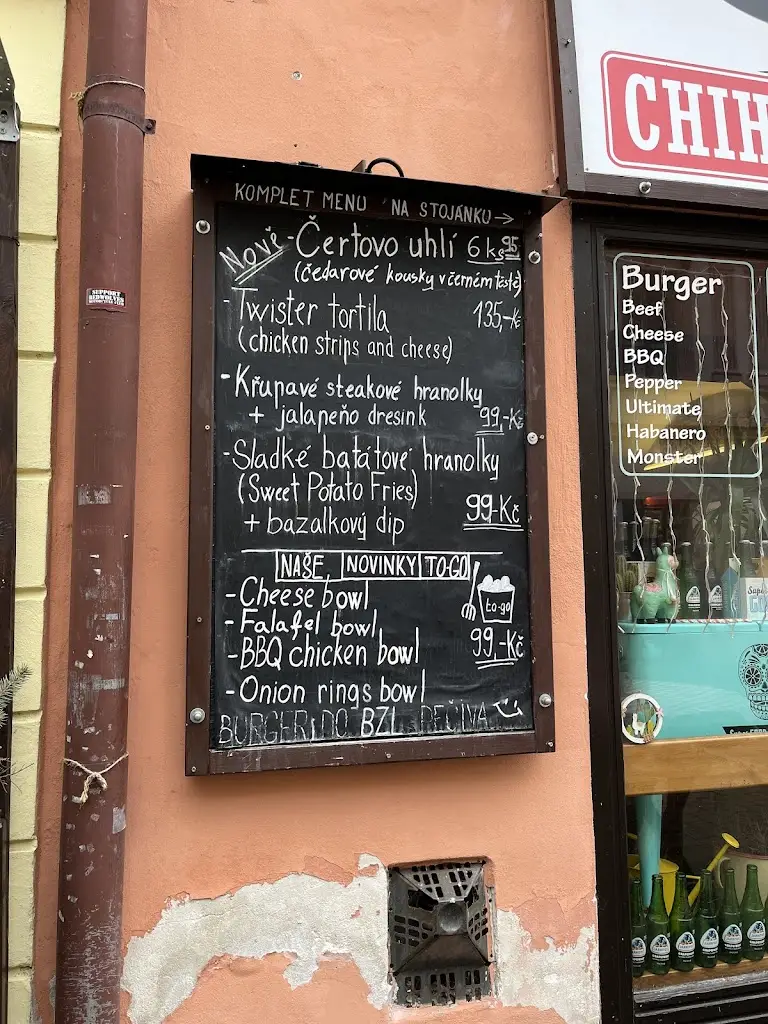 KOMPLET MENU NA STOJÁNKU →
Nově - Čertovo uhlí 6 ks 95
(čedarové kousky v černém těstě)
- Twister tortila 135,-Kč
(chicken strips and cheese)
- Křupavé steakové hranolky
+ jalapeňo dresink 99,-Kč
- Sladké batátové hranolky
(Sweet Potato Fries) 99-Kč
+ bazalkový dip
NAŠE NOVINKY TO-GO
- Cheese bowl
- Falafel bowl
- BBQ chicken bowl
- Onion rings bowl
to-go
99,-Kč
BURGER DO BZL PEČIVA
CHIH
Burger
Beef
Cheese
BBQ
Pepper
Ultimate
Habanero
Monster
SUPPORT
REDWOLVES